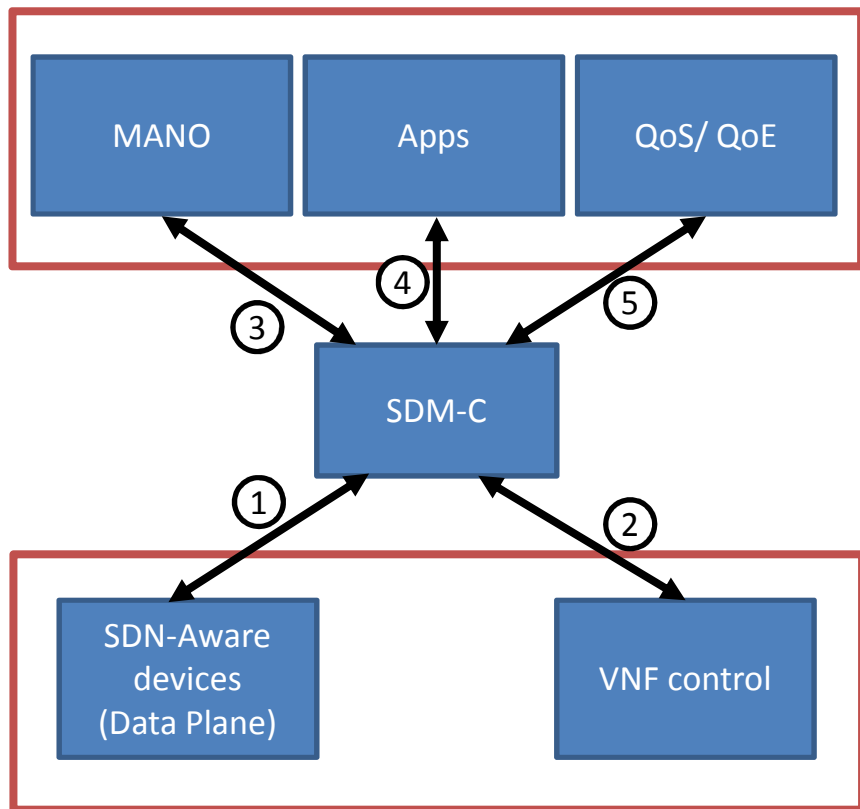 MANO
Apps
QoS/ QoE
3
4
5
SDM-C
1
2
SDN-Aware
devices
(Data Plane)
VNF control